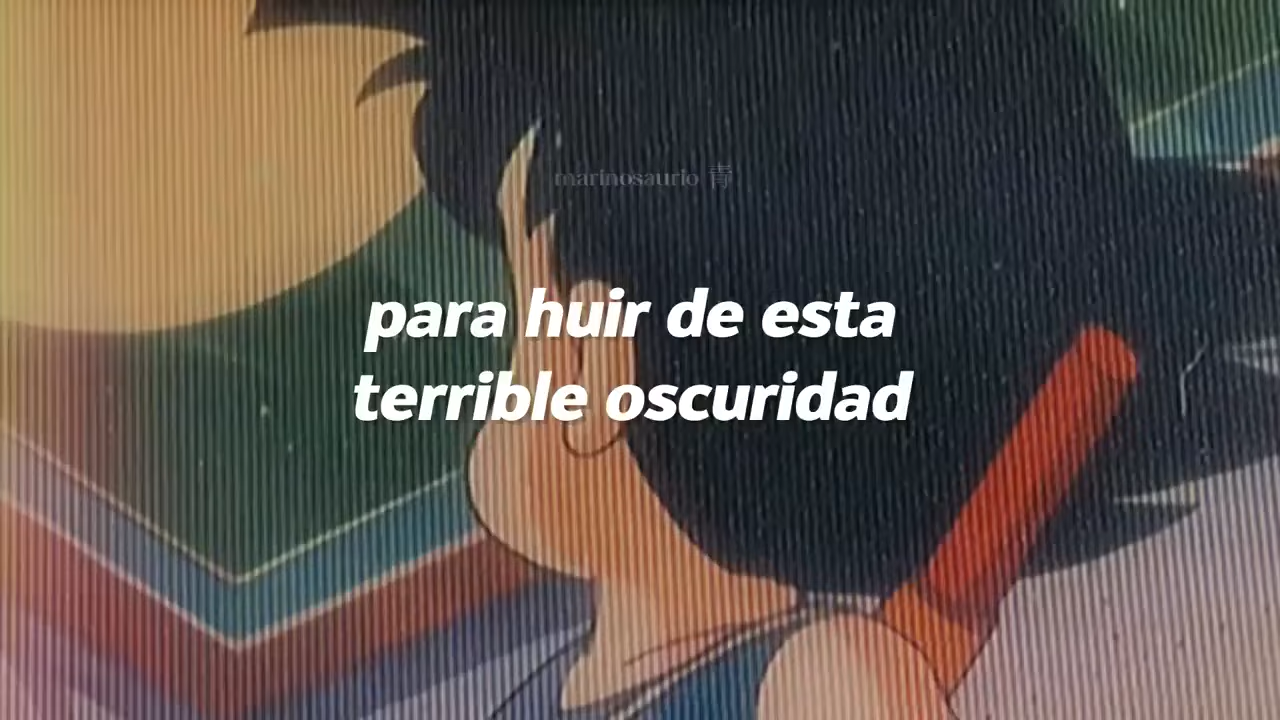 marinosaurio 青
para huir de esta
terrible oscuridad